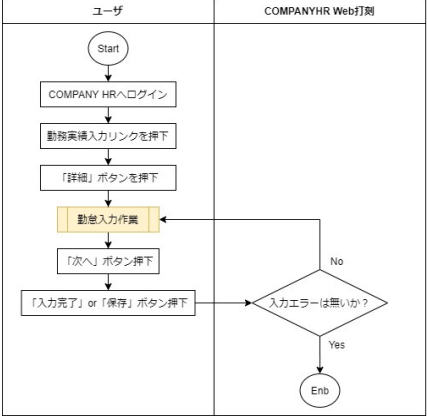 ユーザ
COMPANYHR Web打刻
Start
COMPANY HRへログイン
勤務実績入力リンクを押下
「詳細」ボタンを押下
勤怠入力作業
「次へ」ボタン押下
「入力完了」or「保存」ボタン押下
入力エラーは無いか？
No
Yes
Enb